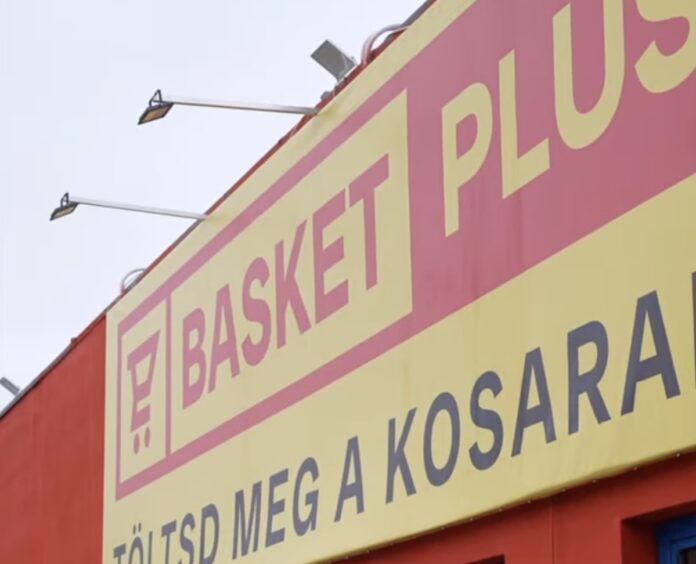 BASKET PLUS
TÖLTSD MEG A KOSARA